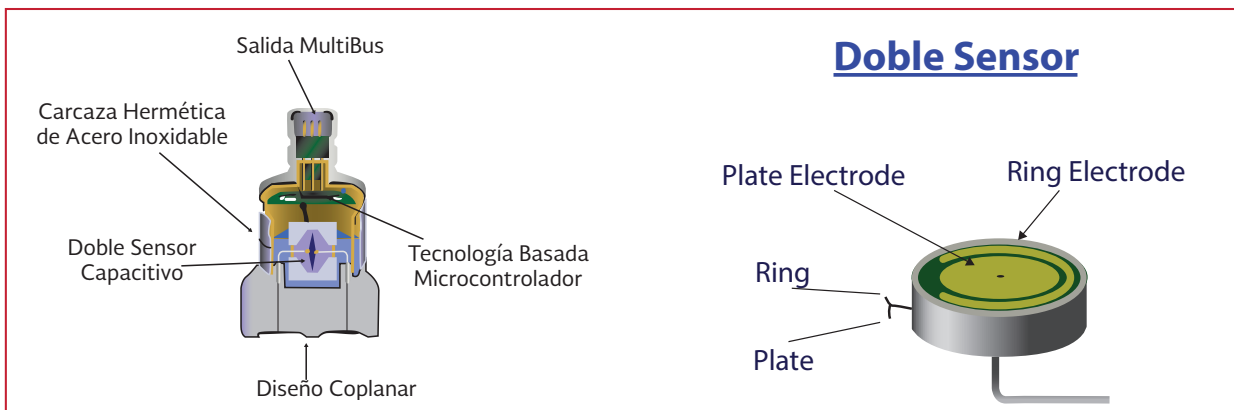 Salida MultiBus
Carcaza Hermética
de Acero Inoxidable
Doble Sensor
Capacitivo
Tecnología Basada
Microcontrolador
Diseño Coplanar
Doble Sensor
Plate Electrode
Ring Electrode
Ring
Plate